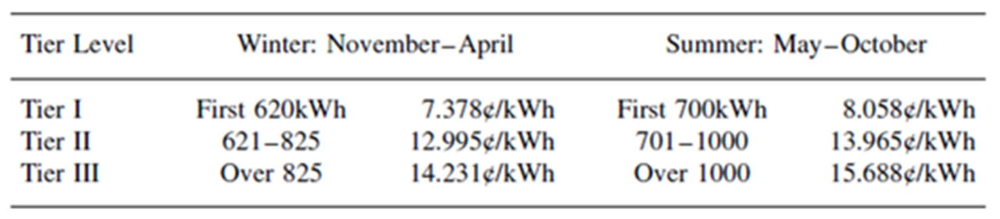 Tier Level Winter: November–April Summer: May–October
Tier I First 620kWh 7.378¢/kWh First 700kWh 8.058¢/kWh
Tier II 621–825 12.995¢/kWh 701–1000 13.965¢/kWh
Tier III Over 825 14.231¢/kWh Over 1000 15.688¢/kWh